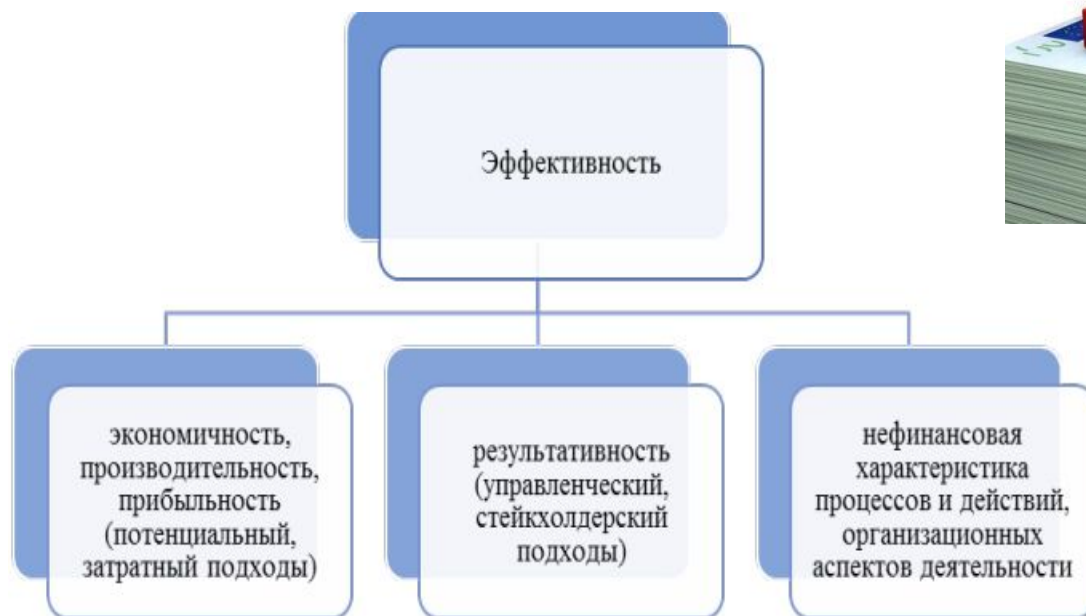 Эффективность
экономичность,
производительность,
прибыльность
(потенциальный,
затратный подходы)
результативность
(управленческий,
стейкхолдерский
подходы)
нефинансовая
характеристика
процессов и действий,
организационных
аспектов деятельности